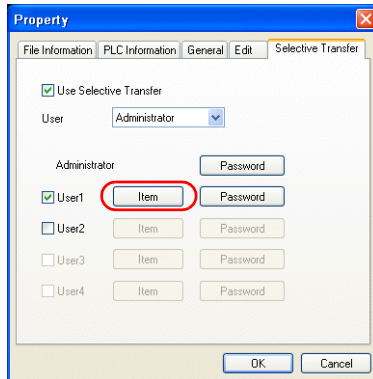 Property
File Information PLC Information General Edit Selective Transfer
Use Selective Transfer
User Administrator
Administrator Password
User1 Item Password
User2 Item Password
User3 Item Password
User4 Item Password
OK Cancel